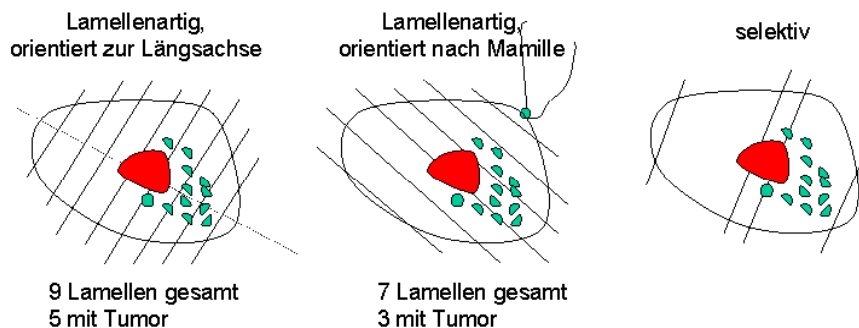 Lamellenartig,
orientiert zur Längsachse
Lamellenartig,
orientiert nach Mamille
selektiv
9 Lamellen gesamt
5 mit Tumor
7 Lamellen gesamt
3 mit Tumor